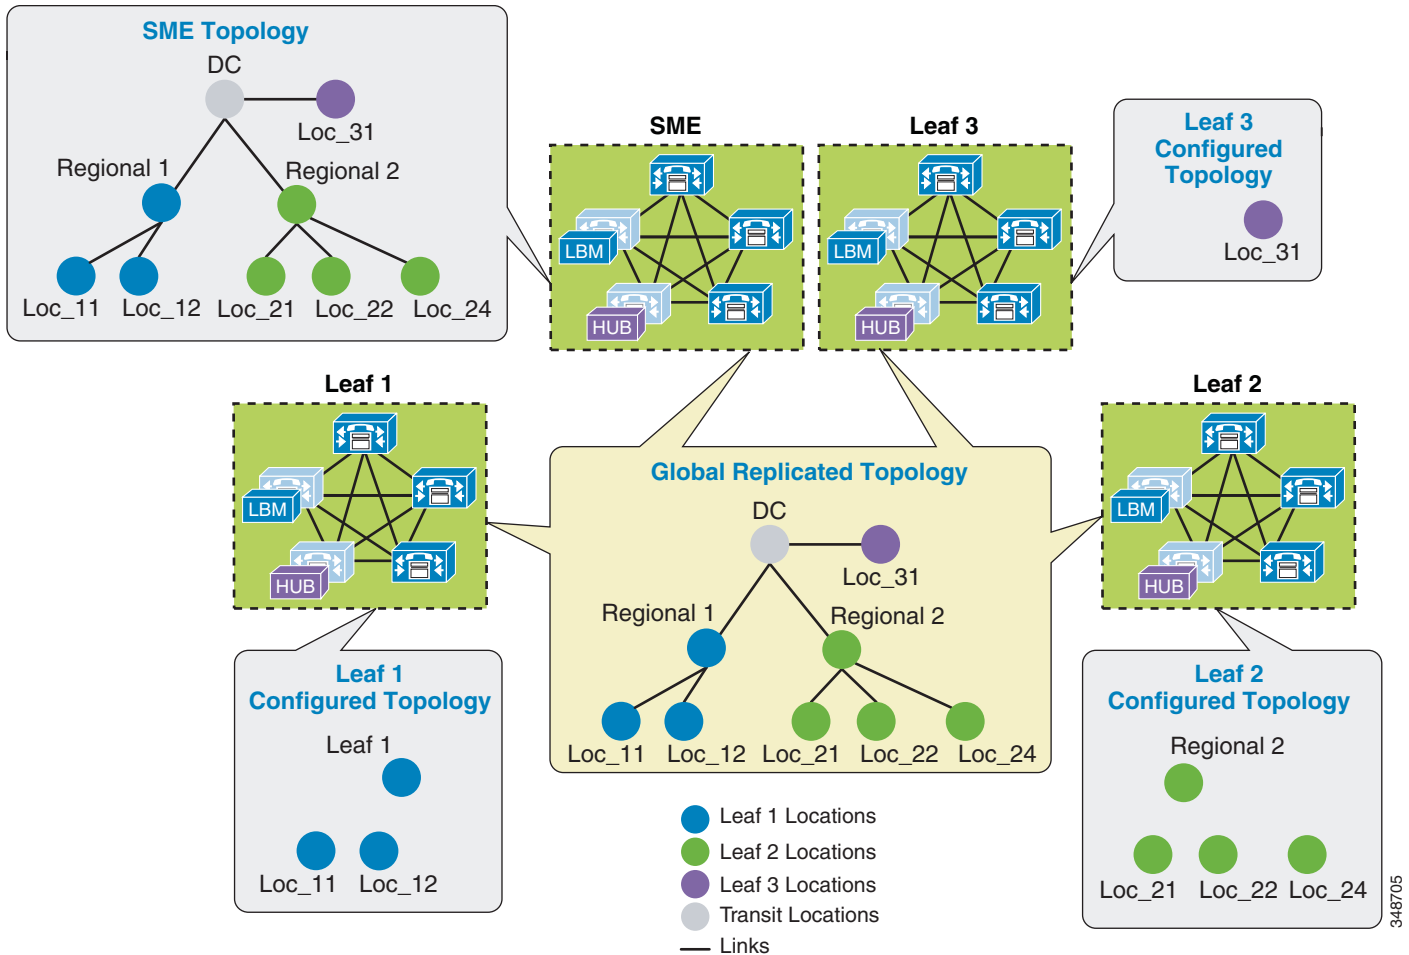 SME Topology
DC
Loc_31
Regional 1
Regional 2
Loc_11
Loc_12
Loc_21
Loc_22
Loc_24
SME
LBM
HUB
Leaf 3
LBM
HUB
Leaf 3
Configured
Topology
Loc_31
Leaf 1
LBM
HUB
Leaf 2
LBM
HUB
Global Replicated Topology
DC
Loc_31
Regional 1
Regional 2
Loc_11
Loc_12
Loc_21
Loc_22
Loc_24
Leaf 1
Configured Topology
Leaf 1
Loc_11
Loc_12
Leaf 2
Configured Topology
Regional 2
Loc_21
Loc_22
Loc_24
Leaf 1 Locations
Leaf 2 Locations
Leaf 3 Locations
Transit Locations
Links
348705